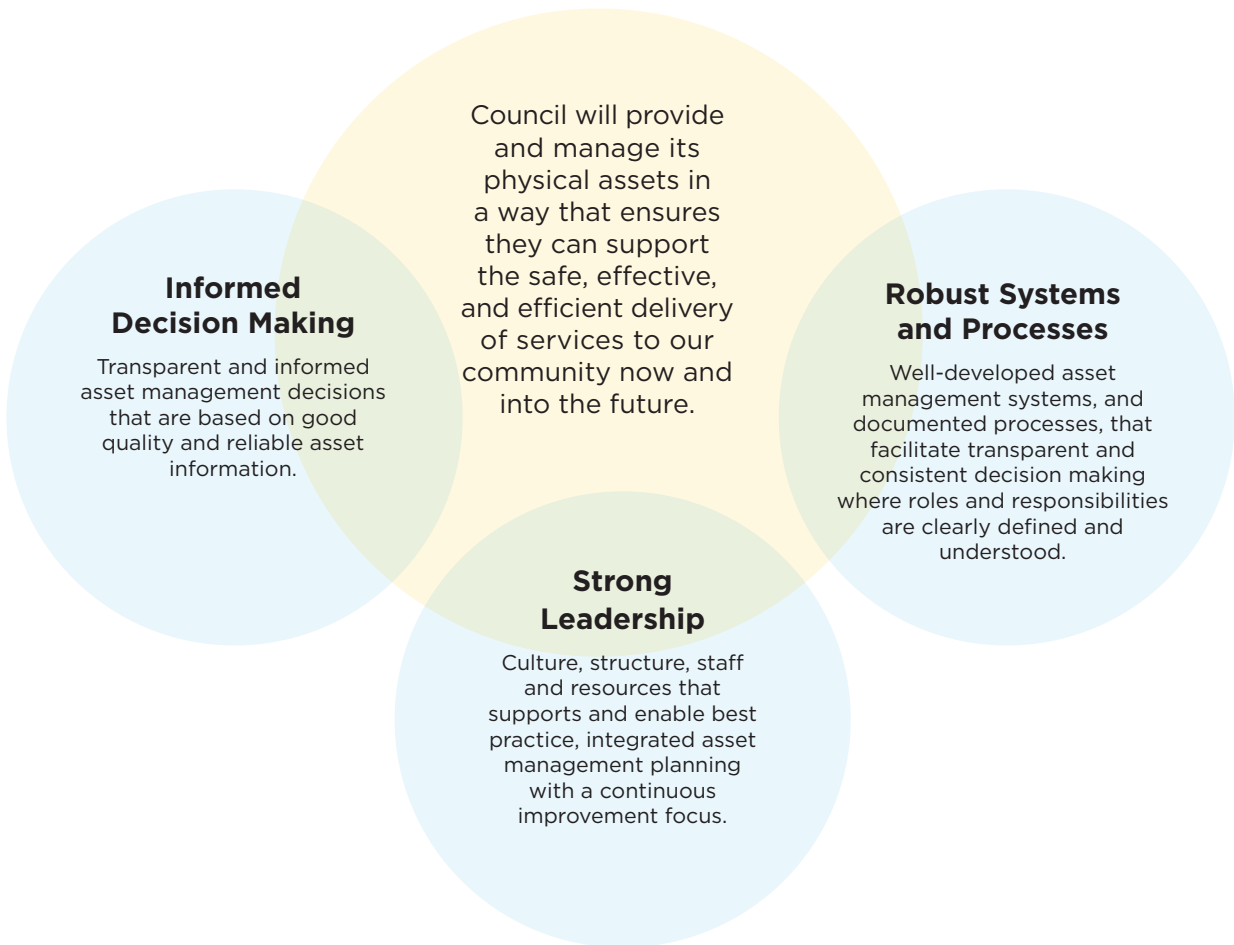 Council will provide
and manage its
physical assets in
a way that ensures
they can support
the safe, effective,
and efficient delivery
of services to our
community now and
into the future.
Informed
Decision Making
Transparent and informed
asset management decisions
that are based on good
quality and reliable asset
information.
Robust Systems
and Processes
Well-developed asset
management systems, and
documented processes, that
facilitate transparent and
consistent decision making
where roles and responsibilities
are clearly defined and
understood.
Strong
Leadership
Culture, structure, staff
and resources that
supports and enable best
practice, integrated asset
management planning
with a continuous
improvement focus.